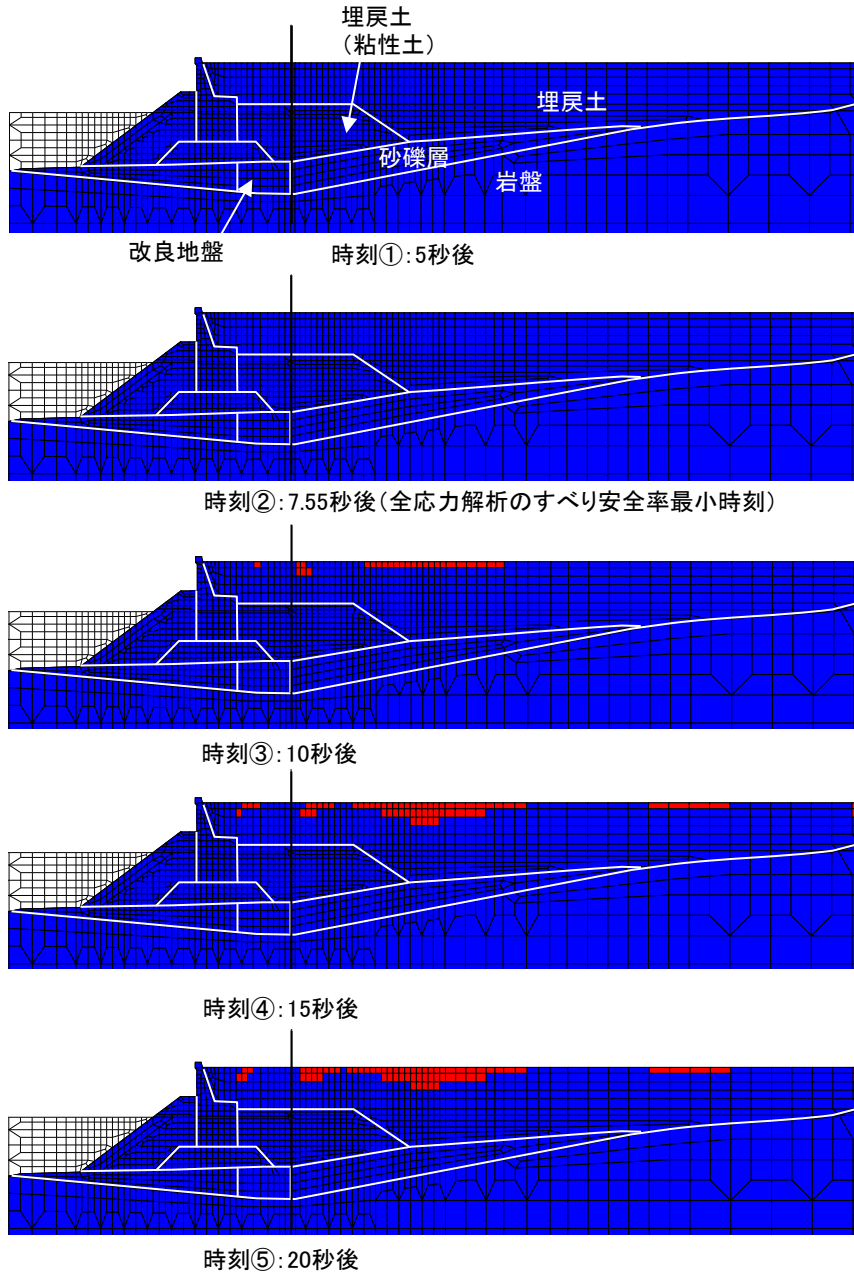 埋戻土
（粘性土）
埋戻土
砂礫層
岩盤
改良地盤
時刻①：5秒後
時刻②：7.55秒後（全応力解析のすべり安全率最小時刻）
時刻③：10秒後
時刻④：15秒後
時刻⑤：20秒後